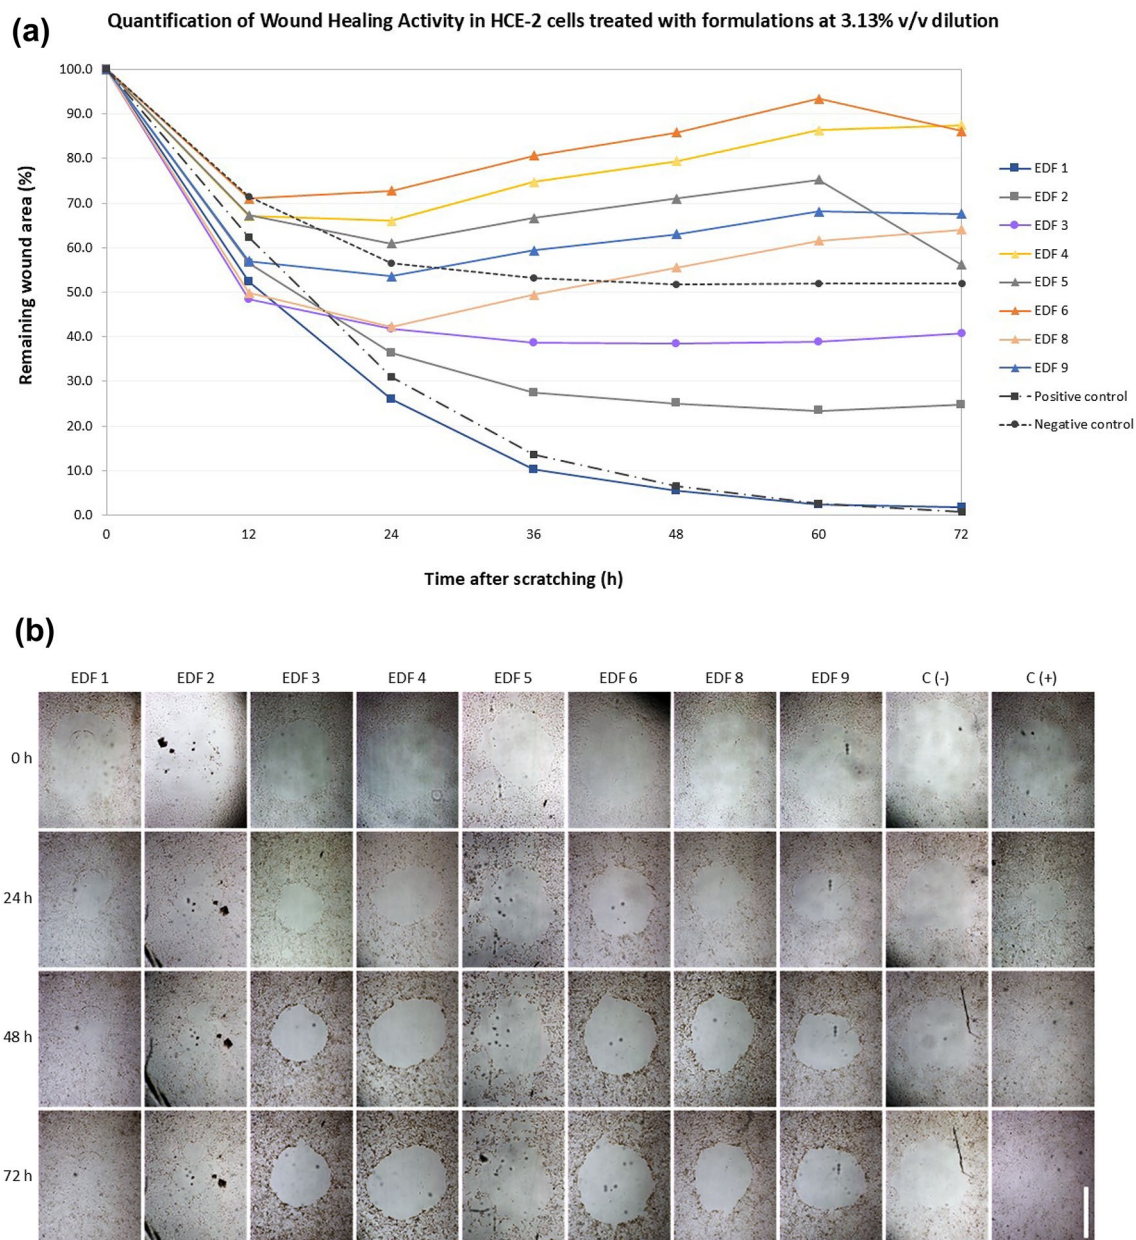 (a)
Quantification of Wound Healing Activity in HCE-2 cells treated with formulations at 3.13% v/v dilution
Remaining wound area (%)
100.0
90.0
80.0
70.0
60.0
50.0
40.0
30.0
20.0
10.0
0.0
0 12 24 36 48 60 72
Time after scratching (h)
EDF 1
EDF 2
EDF 3
EDF 4
EDF 5
EDF 6
EDF 8
EDF 9
Positive control
Negative control
(b)
EDF 1 EDF 2 EDF 3 EDF 4 EDF 5 EDF 6 EDF 8 EDF 9 C (-) C (+)
0 h
24 h
48 h
72 h